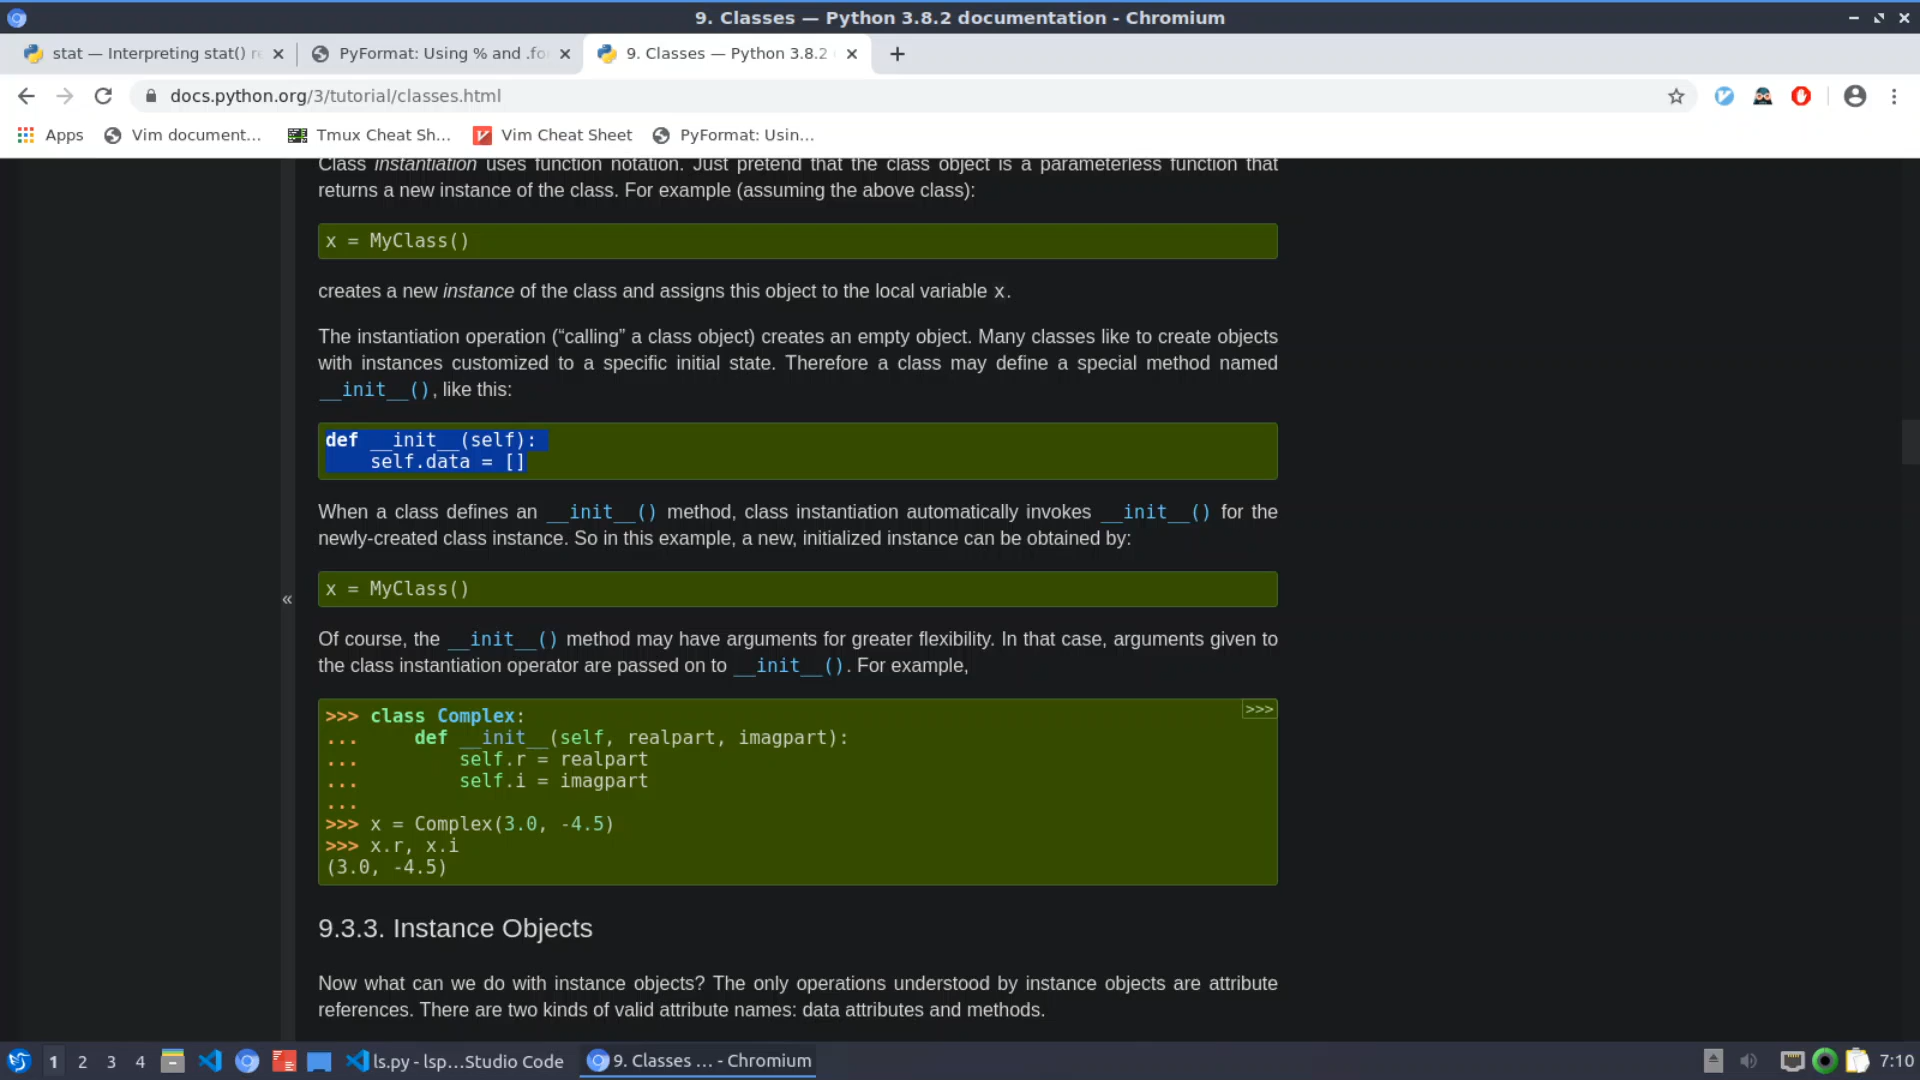 9. Classes — Python 3.8.2 documentation - Chromium
stat — Interpreting stat() re
PyFormat: Using % and .fo
9. Classes — Python 3.8.2
docs.python.org/3/tutorial/classes.html
Apps
Vim document...
Tmux Cheat Sh...
Vim Cheat Sheet
PyFormat: Usin...
Class instantiation uses function notation. Just pretend that the class object is a parameterless function that
returns a new instance of the class. For example (assuming the above class):
x = MyClass()
creates a new instance of the class and assigns this object to the local variable x.
The instantiation operation (“calling” a class object) creates an empty object. Many classes like to create objects
with instances customized to a specific initial state. Therefore a class may define a special method named
__init__(), like this:
def __init__(self):
    self.data = []
When a class defines an __init__() method, class instantiation automatically invokes __init__() for the
newly-created class instance. So in this example, a new, initialized instance can be obtained by:
x = MyClass()
«
Of course, the __init__() method may have arguments for greater flexibility. In that case, arguments given to
the class instantiation operator are passed on to __init__(). For example,
>>>
>>> class Complex:
...     def __init__(self, realpart, imagpart):
...         self.r = realpart
...         self.i = imagpart
...
>>> x = Complex(3.0, -4.5)
>>> x.r, x.i
(3.0, -4.5)
9.3.3. Instance Objects
Now what can we do with instance objects? The only operations understood by instance objects are attribute
references. There are two kinds of valid attribute names: data attributes and methods.
1 2 3 4
ls.py - lsp...Studio Code
9. Classes ... - Chromium
7:10